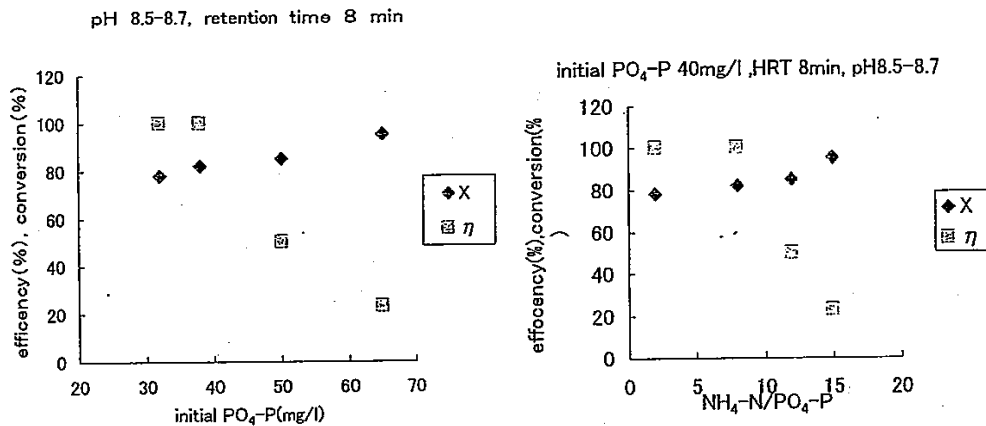 pH 8.5-8.7, retention time 8 min
efficency(%), conversion(%)
120
100
80
60
40
20
0
20
30
40
50
60
70
initial PO₄-P(mg/l)
X
η
initial PO₄-P 40mg/l ,HRT 8min, pH8.5-8.7
effocency(%),conversion(%
)
120
100
80
60
40
20
0
0
5
10
15
20
NH₄-N/PO₄-P
X
η